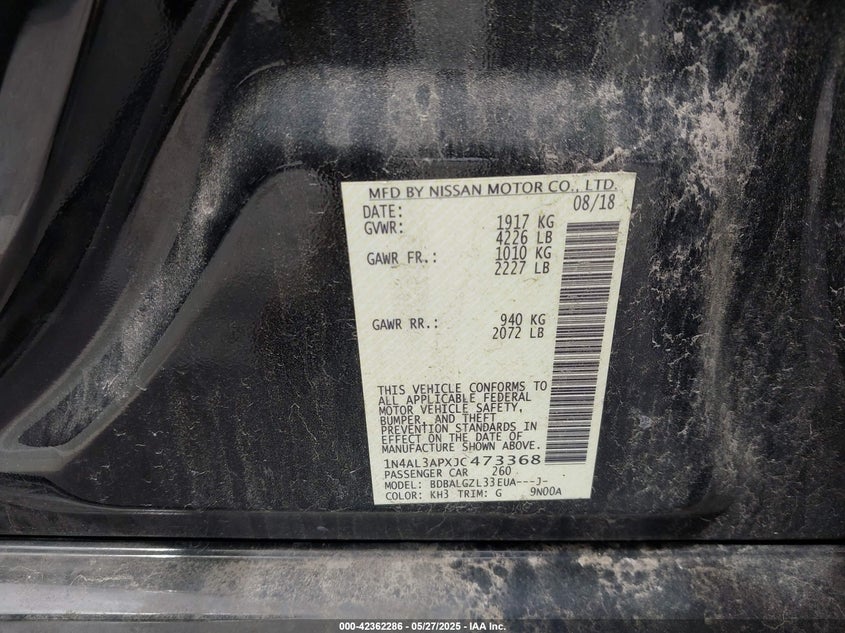 MFD BY NISSAN MOTOR CO., LTD.
DATE: 08/18
GVWR: 1917 KG
4226 LB
GAWR FR.: 1010 KG
2227 LB
GAWR RR.: 940 KG
2072 LB
THIS VEHICLE CONFORMS TO
ALL APPLICABLE FEDERAL
MOTOR VEHICLE SAFETY,
BUMPER, AND THEFT
PREVENTION STANDARDS IN
EFFECT ON THE DATE OF
MANUFACTURE SHOWN ABOVE.
1N4AL3APXJC473368
PASSENGER CAR 260
MODEL: BDBALGZL33EUA---J-
COLOR: KH3 TRIM: G 9N00A
000-42362286 - 05/27/2025 - IAA Inc.